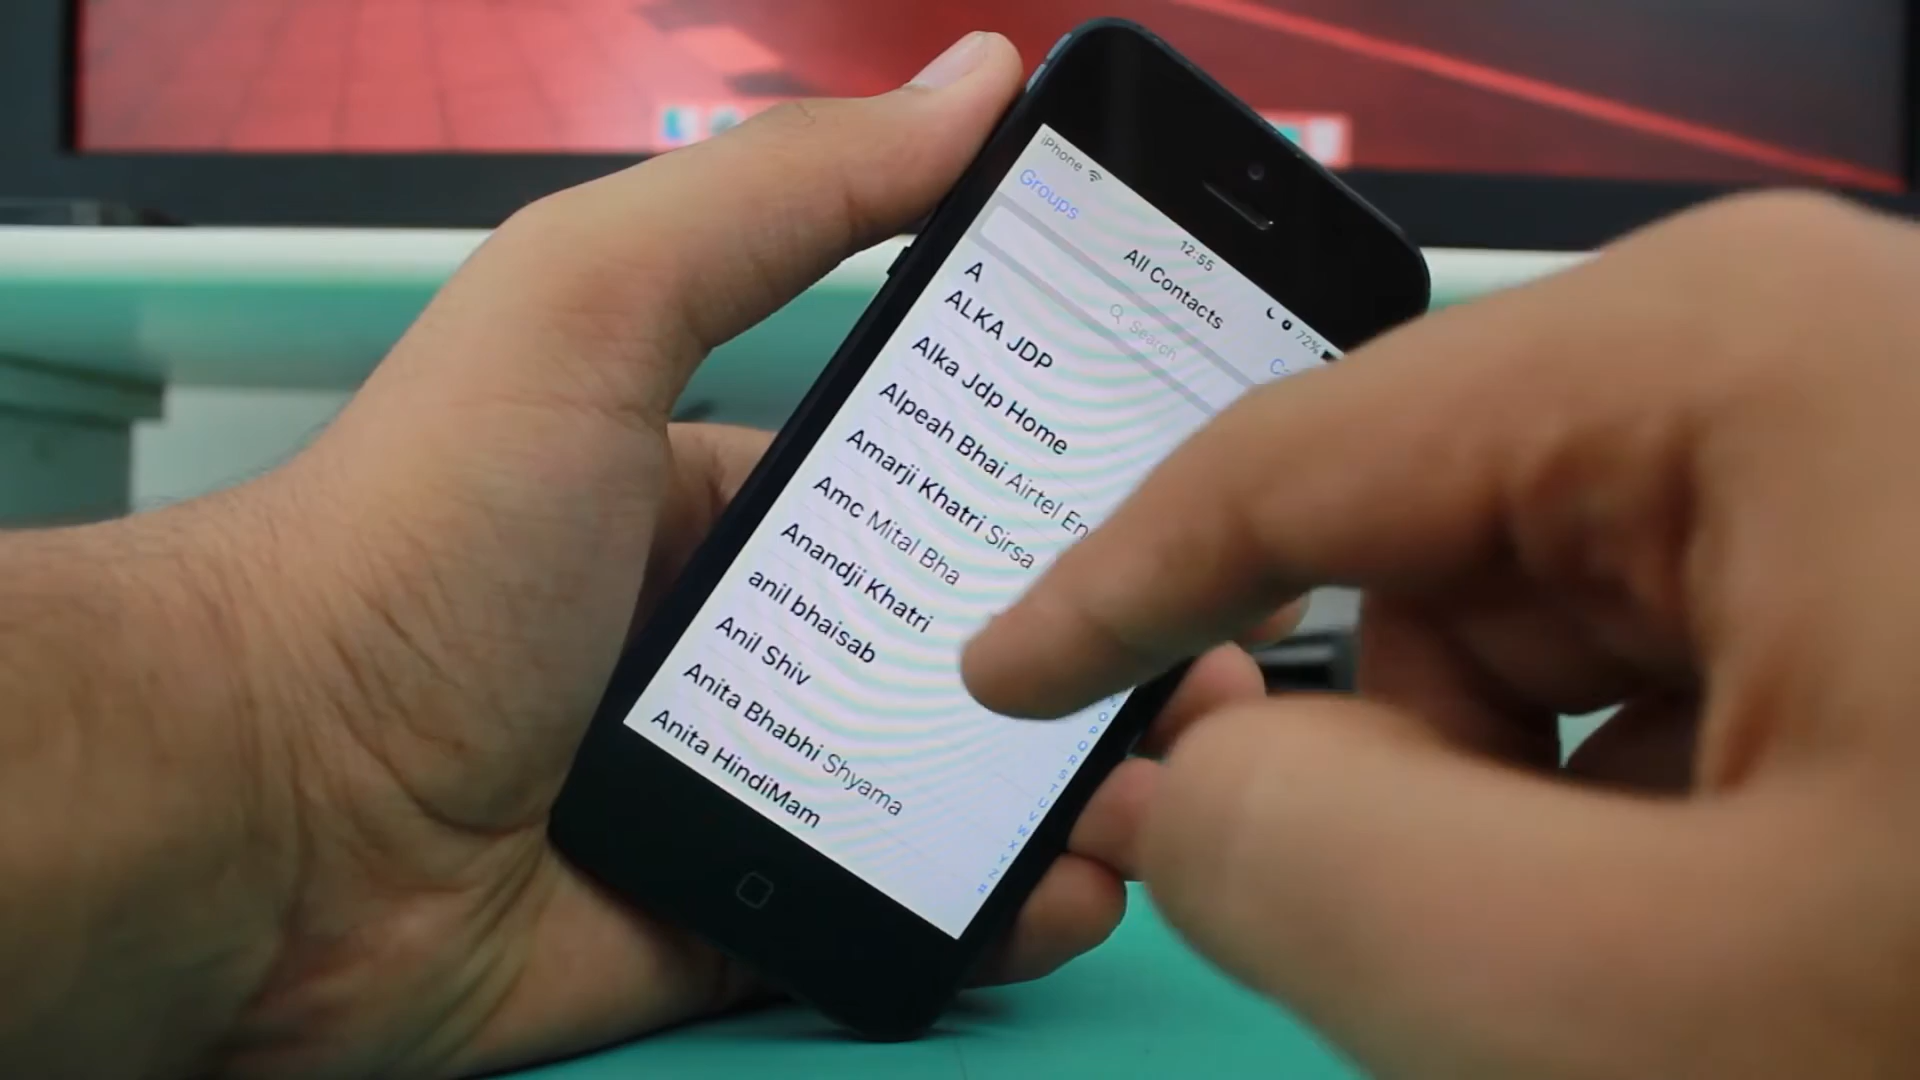 iPhone
12:55
72%
Groups
All Contacts
Search
A
ALKA JDP
Alka Jdp Home
Alpeah Bhai Airtel
Amarji Khatri Sirsa
Amc Mital Bha
Anandji Khatri
anil bhaisab
Anil Shiv
Anita Bhabhi Shyama
Anita HindiMam
O
P
Q
R
S
T
U
V
W
X
Y
Z
#